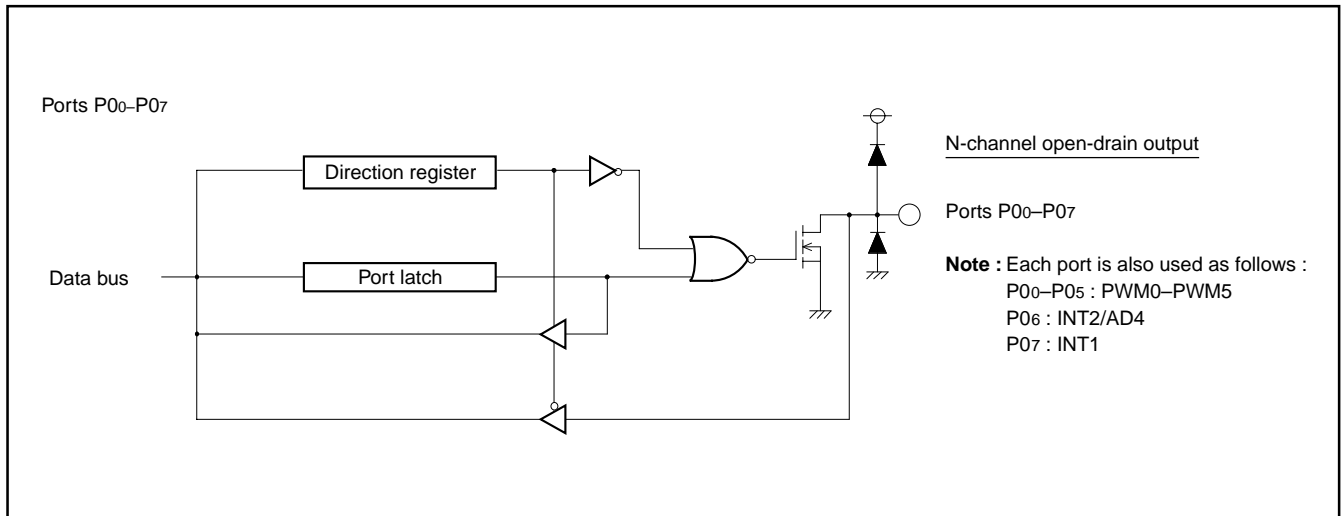 Ports P00–P07
N-channel open-drain output
Direction register
Ports P00–P07
Note : Each port is also used as follows :
Data bus
Port latch
P00–P05 : PWM0–PWM5
P06 : INT2/AD4
P07 : INT1